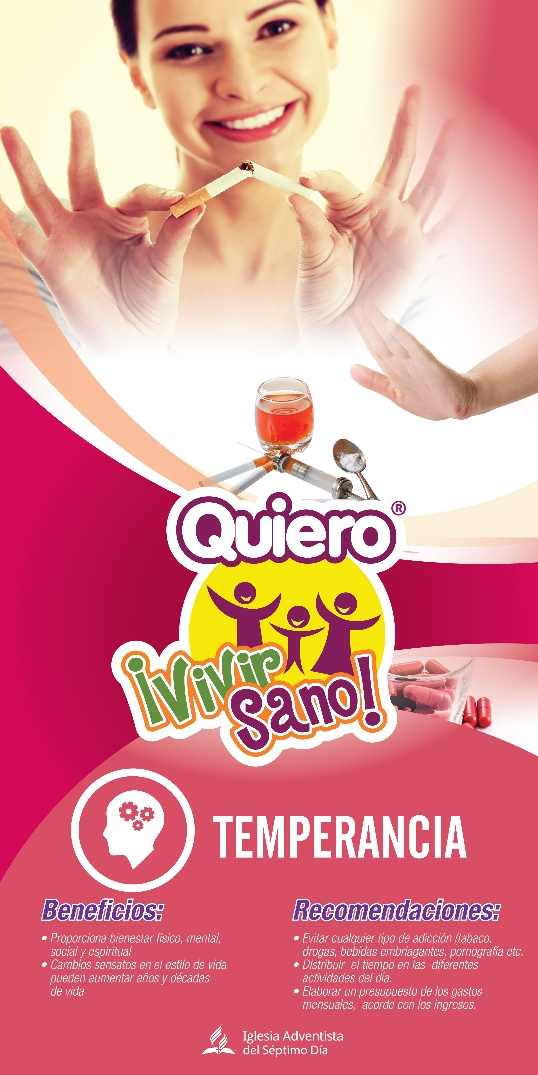 Quiero®
¡Vivir
Sano!
TEMPERANCIA
Beneficios:
• Proporciona bienestar físico, mental,
social y espiritual
• Cambios sensatos en el estilo de vida
pueden aumentar años y décadas
de vida
Recomendaciones:
• Evitar cualquier tipo de adicción (tabaco,
drogas, bebidas embriagantes, pornografía etc.
• Distribuir el tiempo en las diferentes
actividades del día.
• Elaborar un presupuesto de los gastos
mensuales, acordo con los ingresos.
Iglesia Adventista
del Séptimo Día